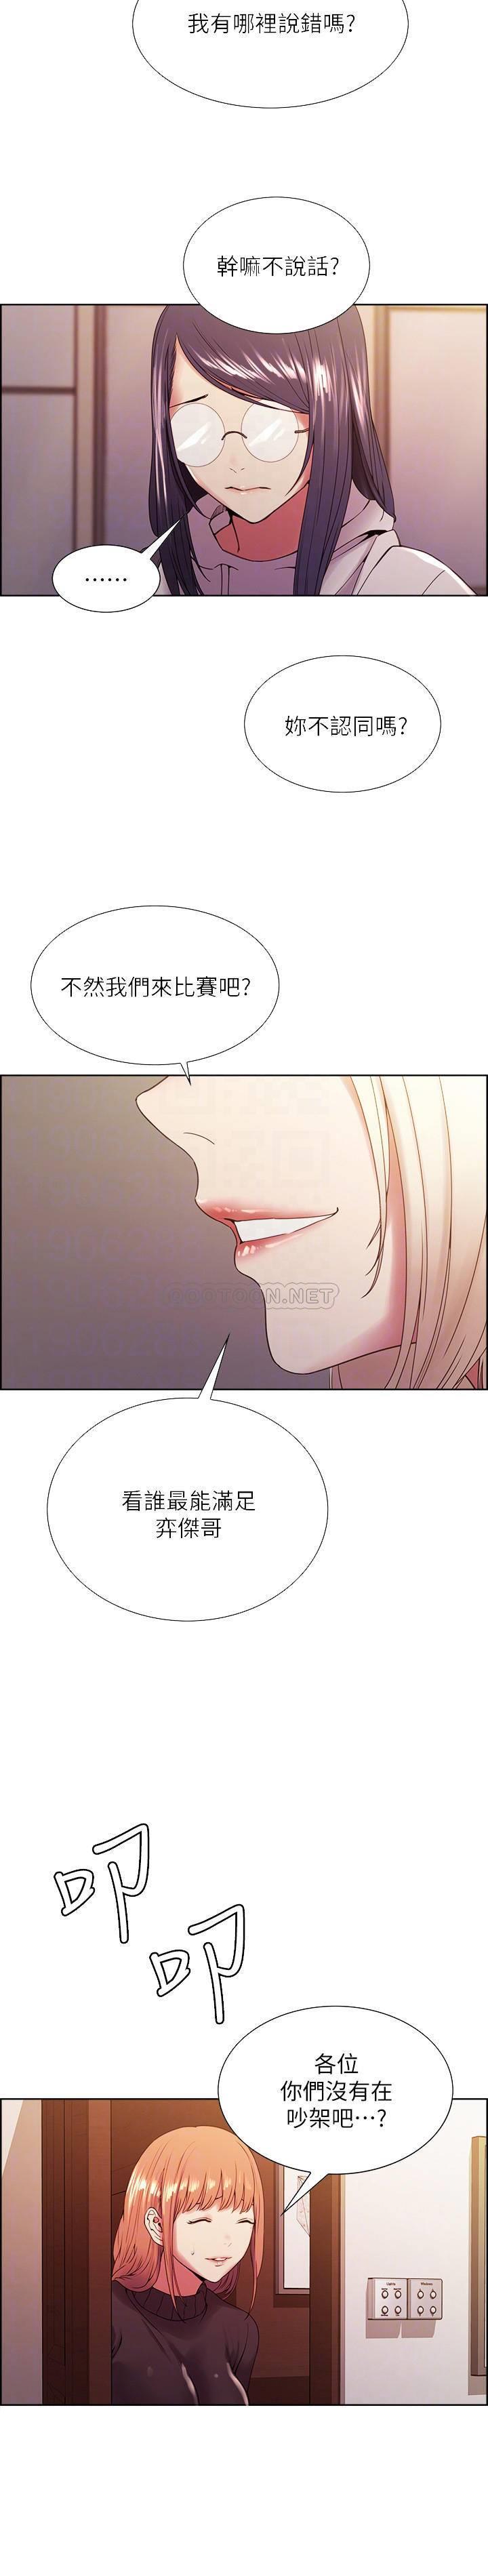 我有哪裡說錯嗎?
幹嘛不說話?
……
妳不認同嗎?
不然我們來比賽吧?
看誰最能滿足
弈傑哥
叩
叩
各位
你們沒有在
吵架吧…?